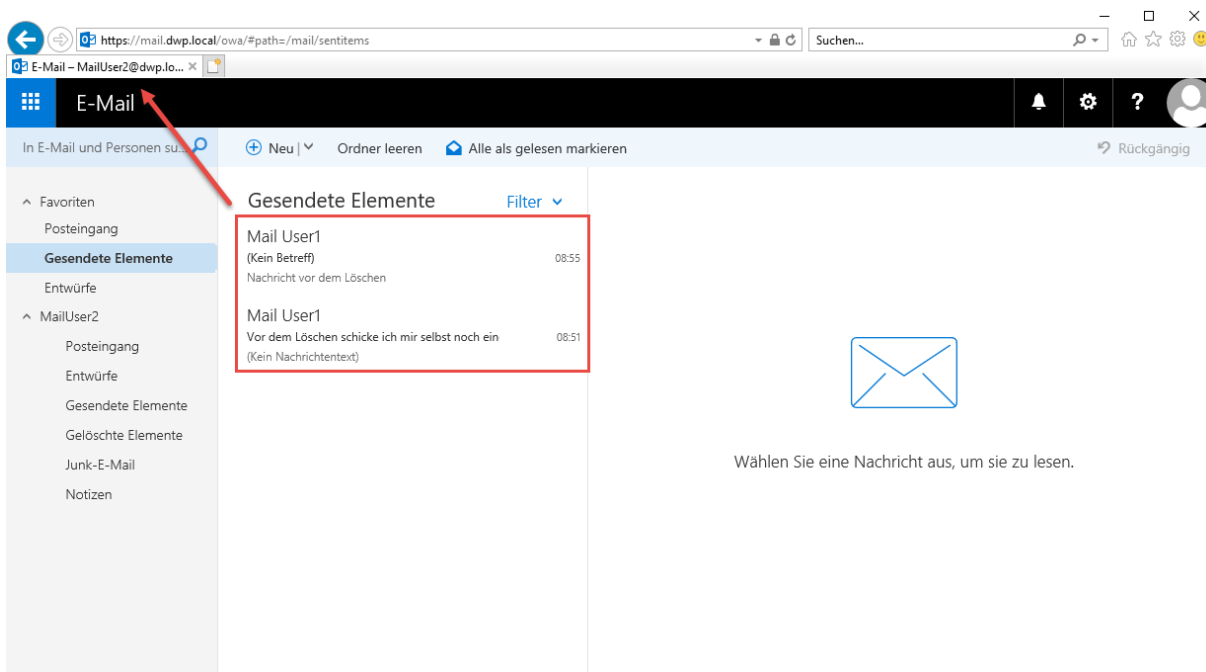 https://mail.dwp.local/owa/#path=/mail/sentitems
Suchen...
E-Mail – MailUser2@dwp.lo...
E-Mail
?
In E-Mail und Personen su...
Neu
Ordner leeren
Alle als gelesen markieren
Rückgängig
Favoriten
Posteingang
Gesendete Elemente
Entwürfe
MailUser2
Posteingang
Entwürfe
Gesendete Elemente
Gelöschte Elemente
Junk-E-Mail
Notizen
Gesendete Elemente
Filter
Mail User1
(Kein Betreff) 08:55
Nachricht vor dem Löschen
Mail User1
Vor dem Löschen schicke ich mir selbst noch ein 08:51
(Kein Nachrichtentext)
Wählen Sie eine Nachricht aus, um sie zu lesen.